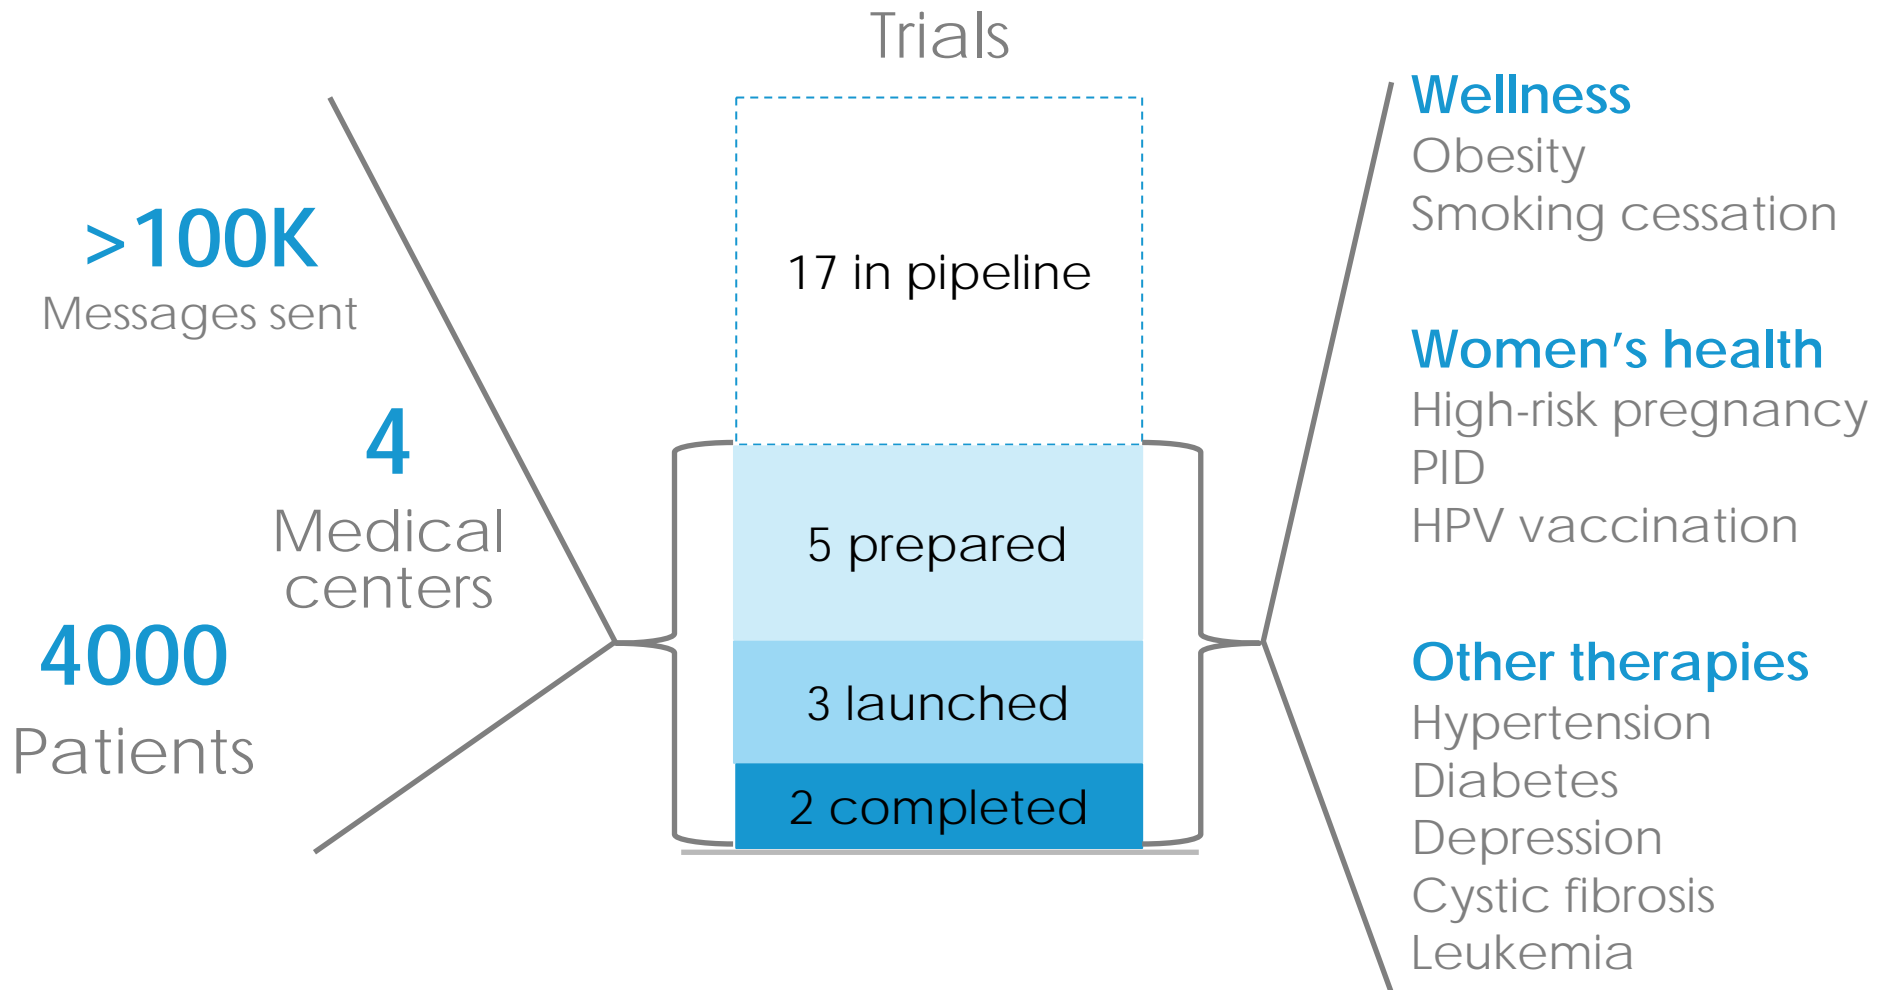 Trials
>100K
Messages sent
4
Medical
centers
4000
Patients
17 in pipeline
5 prepared
3 launched
2 completed
Wellness
Obesity
Smoking cessation
Women’s health
High-risk pregnancy
PID
HPV vaccination
Other therapies
Hypertension
Diabetes
Depression
Cystic fibrosis
Leukemia